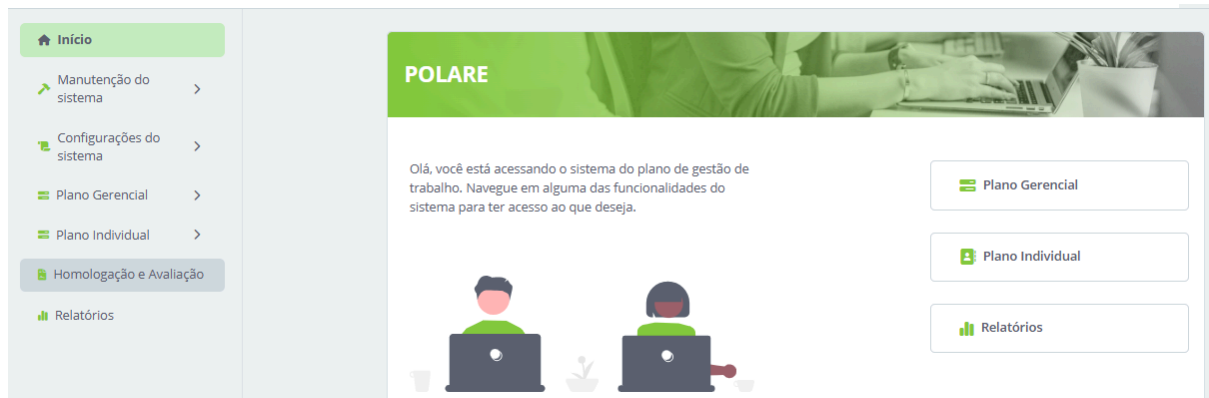 Início
Manutenção do
sistema
Configurações do
sistema
Plano Gerencial
Plano Individual
Homologação e Avaliação
Relatórios
POLARE
Olá, você está acessando o sistema do plano de gestão de
trabalho. Navegue em alguma das funcionalidades do
sistema para ter acesso ao que deseja.
Plano Gerencial
Plano Individual
Relatórios